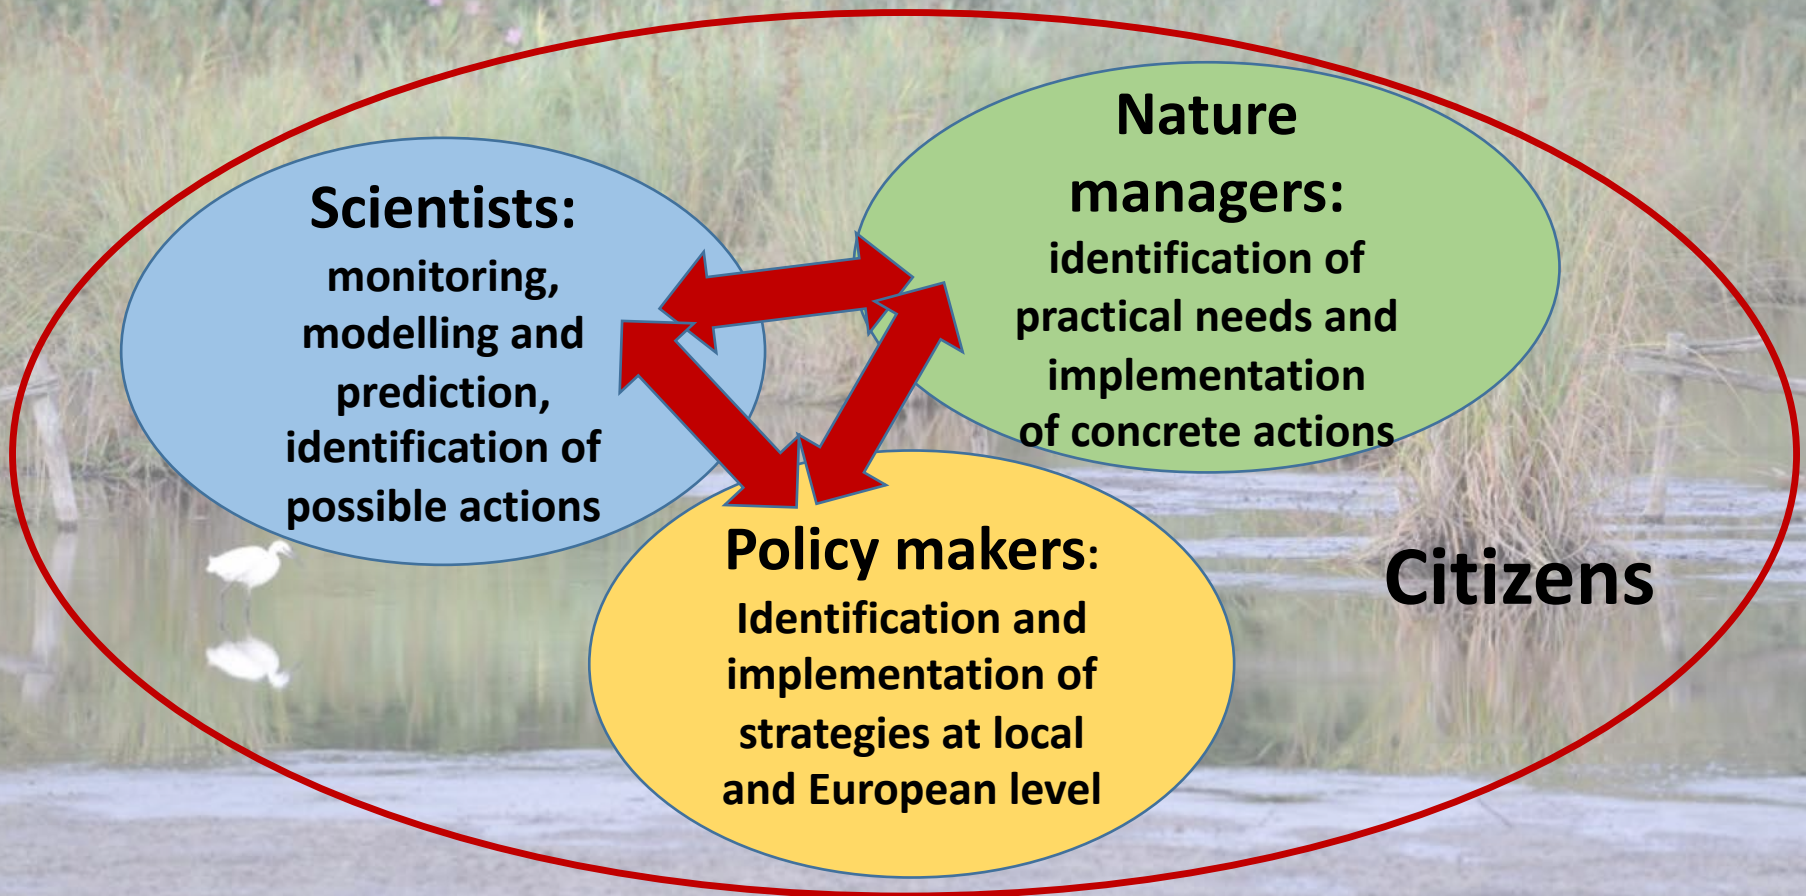 Scientists:
monitoring,
modelling and
prediction,
identification of
possible actions
Nature
managers:
identification of
practical needs and
implementation
of concrete actions
Policy makers:
Identification and
implementation of
strategies at local
and European level
Citizens